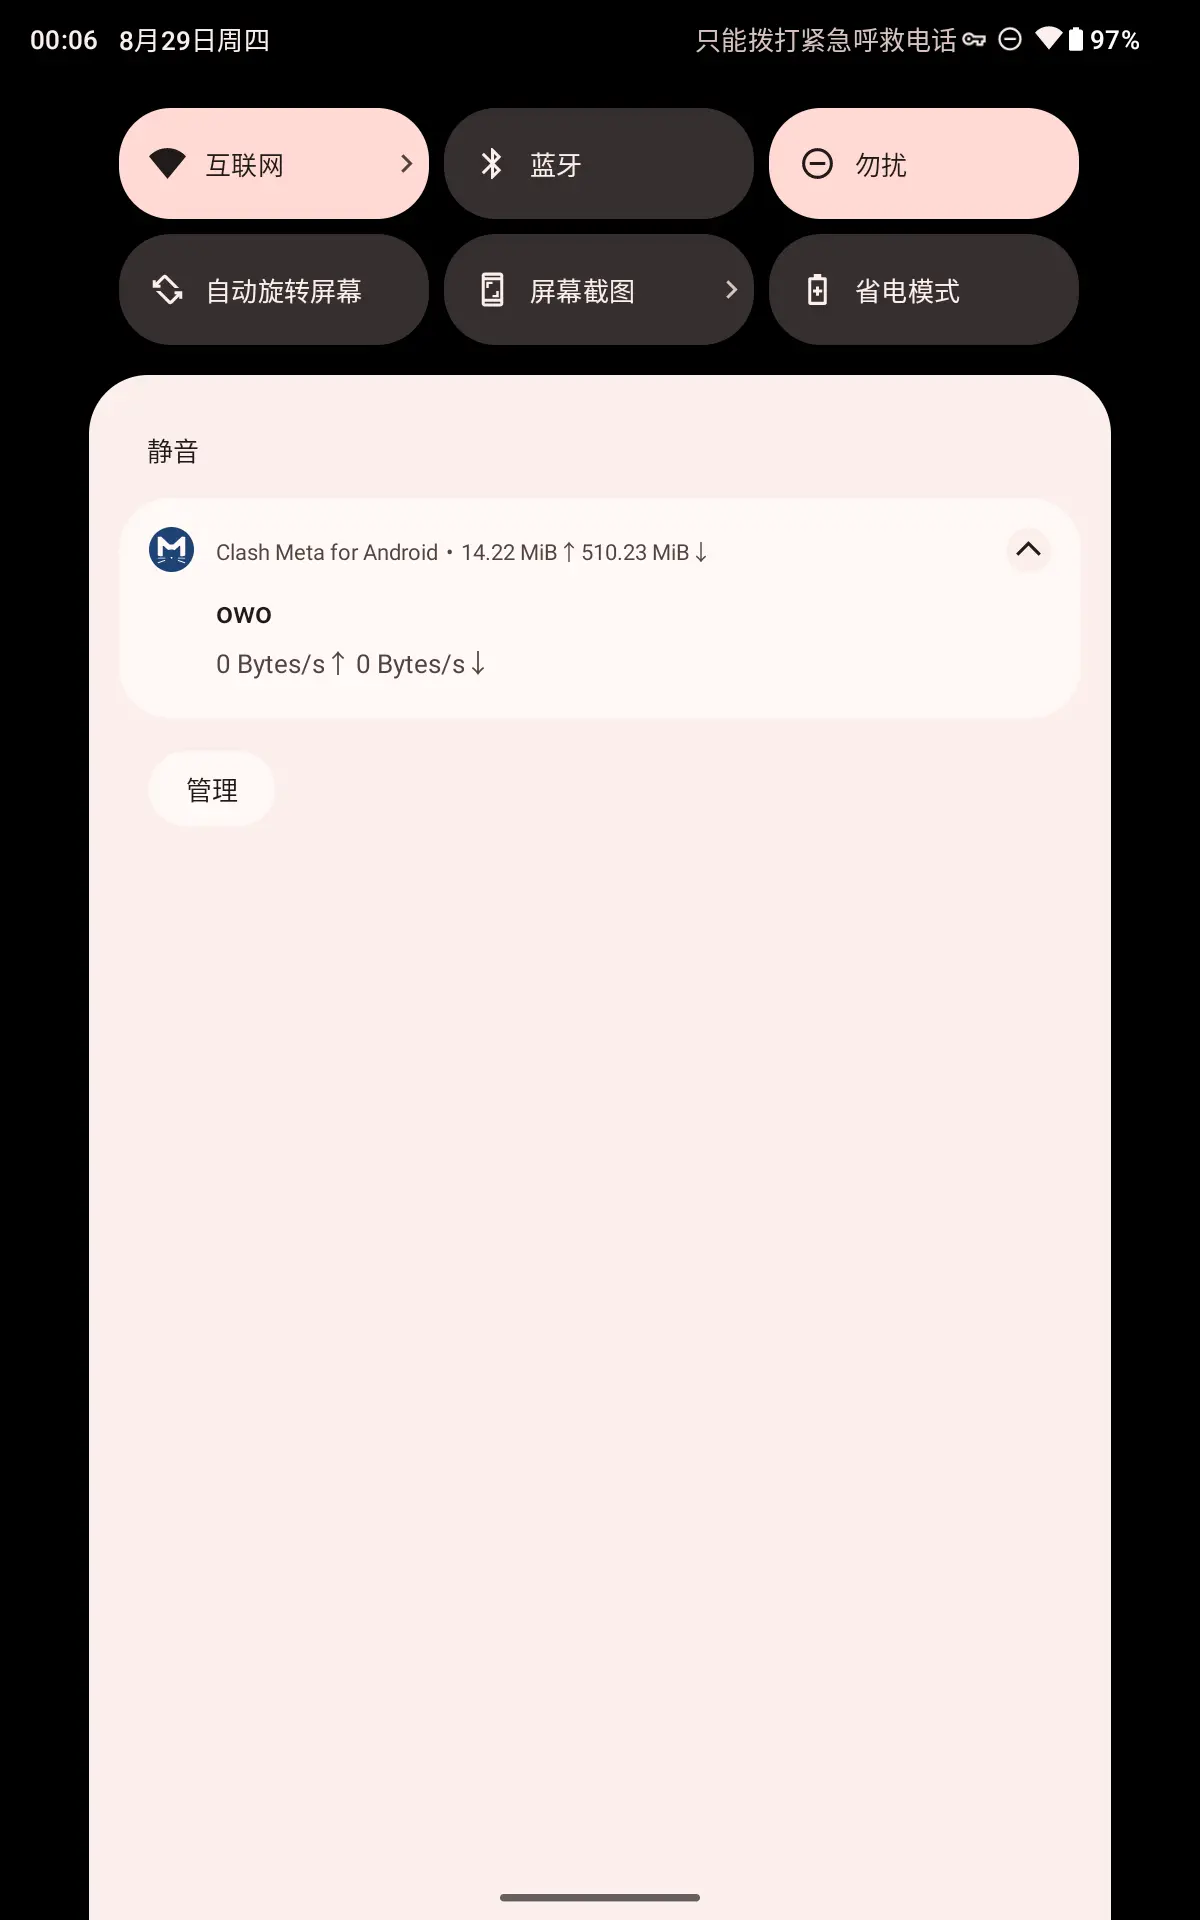 00:06 8月29日周四 只能拨打紧急呼救电话 97%
互联网 蓝牙 勿扰
自动旋转屏幕 屏幕截图 省电模式
静音
Clash Meta for Android • 14.22 MiB↑ 510.23 MiB↓
owo
0 Bytes/s↑ 0 Bytes/s↓
管理